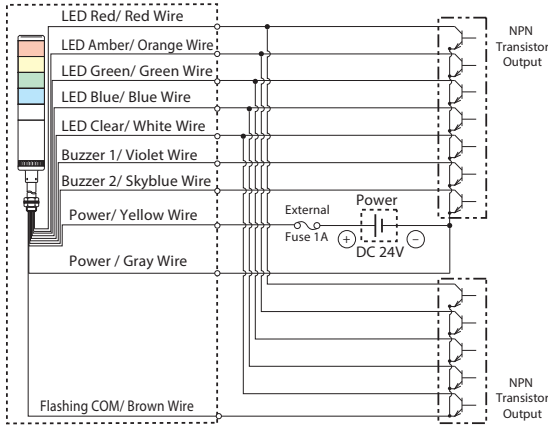 LED Red/ Red Wire
LED Amber/ Orange Wire
LED Green/ Green Wire
LED Blue/ Blue Wire
LED Clear/ White Wire
Buzzer 1/ Violet Wire
Buzzer 2/ Skyblue Wire
Power/ Yellow Wire
Power / Gray Wire
Flashing COM/ Brown Wire
External
Fuse 1A
Power
+
−
DC 24V
NPN
Transistor
Output
NPN
Transistor
Output